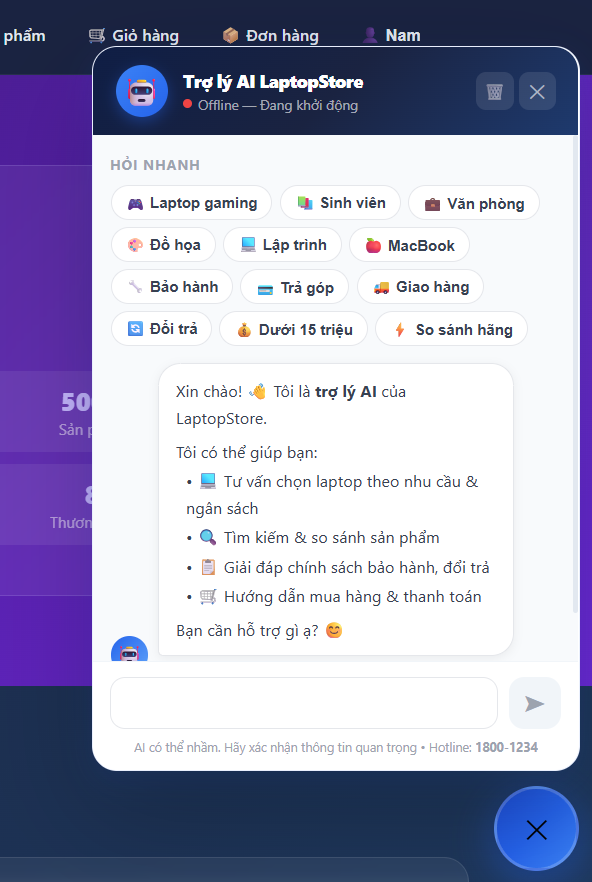 phẩm
🛒 Giỏ hàng
📦 Đơn hàng
👤 Nam
Trợ lý AI LaptopStore
Offline — Đang khởi động
HỎI NHANH
🎮 Laptop gaming
📚 Sinh viên
💼 Văn phòng
🎨 Đồ họa
💻 Lập trình
🍎 MacBook
🔧 Bảo hành
💳 Trả góp
🚚 Giao hàng
🔄 Đổi trả
💰 Dưới 15 triệu
⚡ So sánh hãng
50
Sản p
8
Thươn
Xin chào! 👋 Tôi là trợ lý AI của
LaptopStore.
Tôi có thể giúp bạn:
• 💻 Tư vấn chọn laptop theo nhu cầu &
ngân sách
• 🔍 Tìm kiếm & so sánh sản phẩm
• 📋 Giải đáp chính sách bảo hành, đổi trả
• 🛒 Hướng dẫn mua hàng & thanh toán
Bạn cần hỗ trợ gì ạ? 😊
AI có thể nhầm. Hãy xác nhận thông tin quan trọng • Hotline: 1800-1234